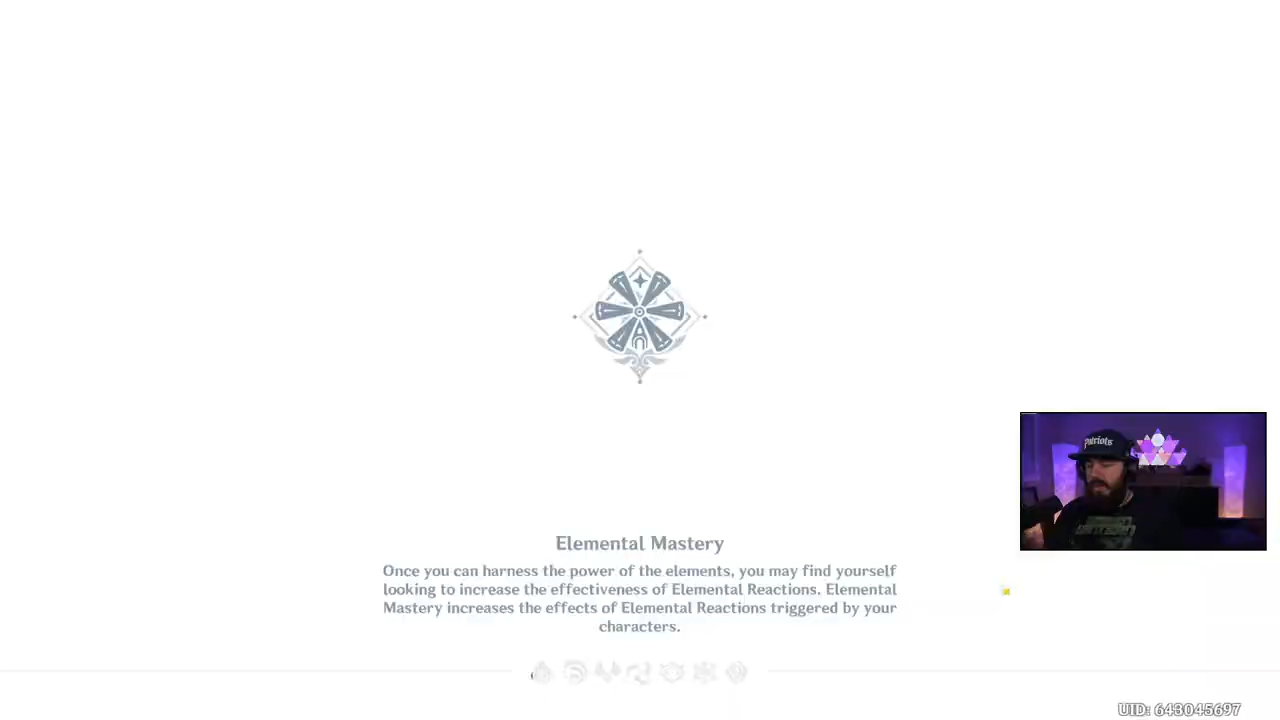 Patriots
Elemental Mastery
Once you can harness the power of the elements, you may find yourself
looking to increase the effectiveness of Elemental Reactions. Elemental
Mastery increases the effects of Elemental Reactions triggered by your
characters.
UID: 643045697